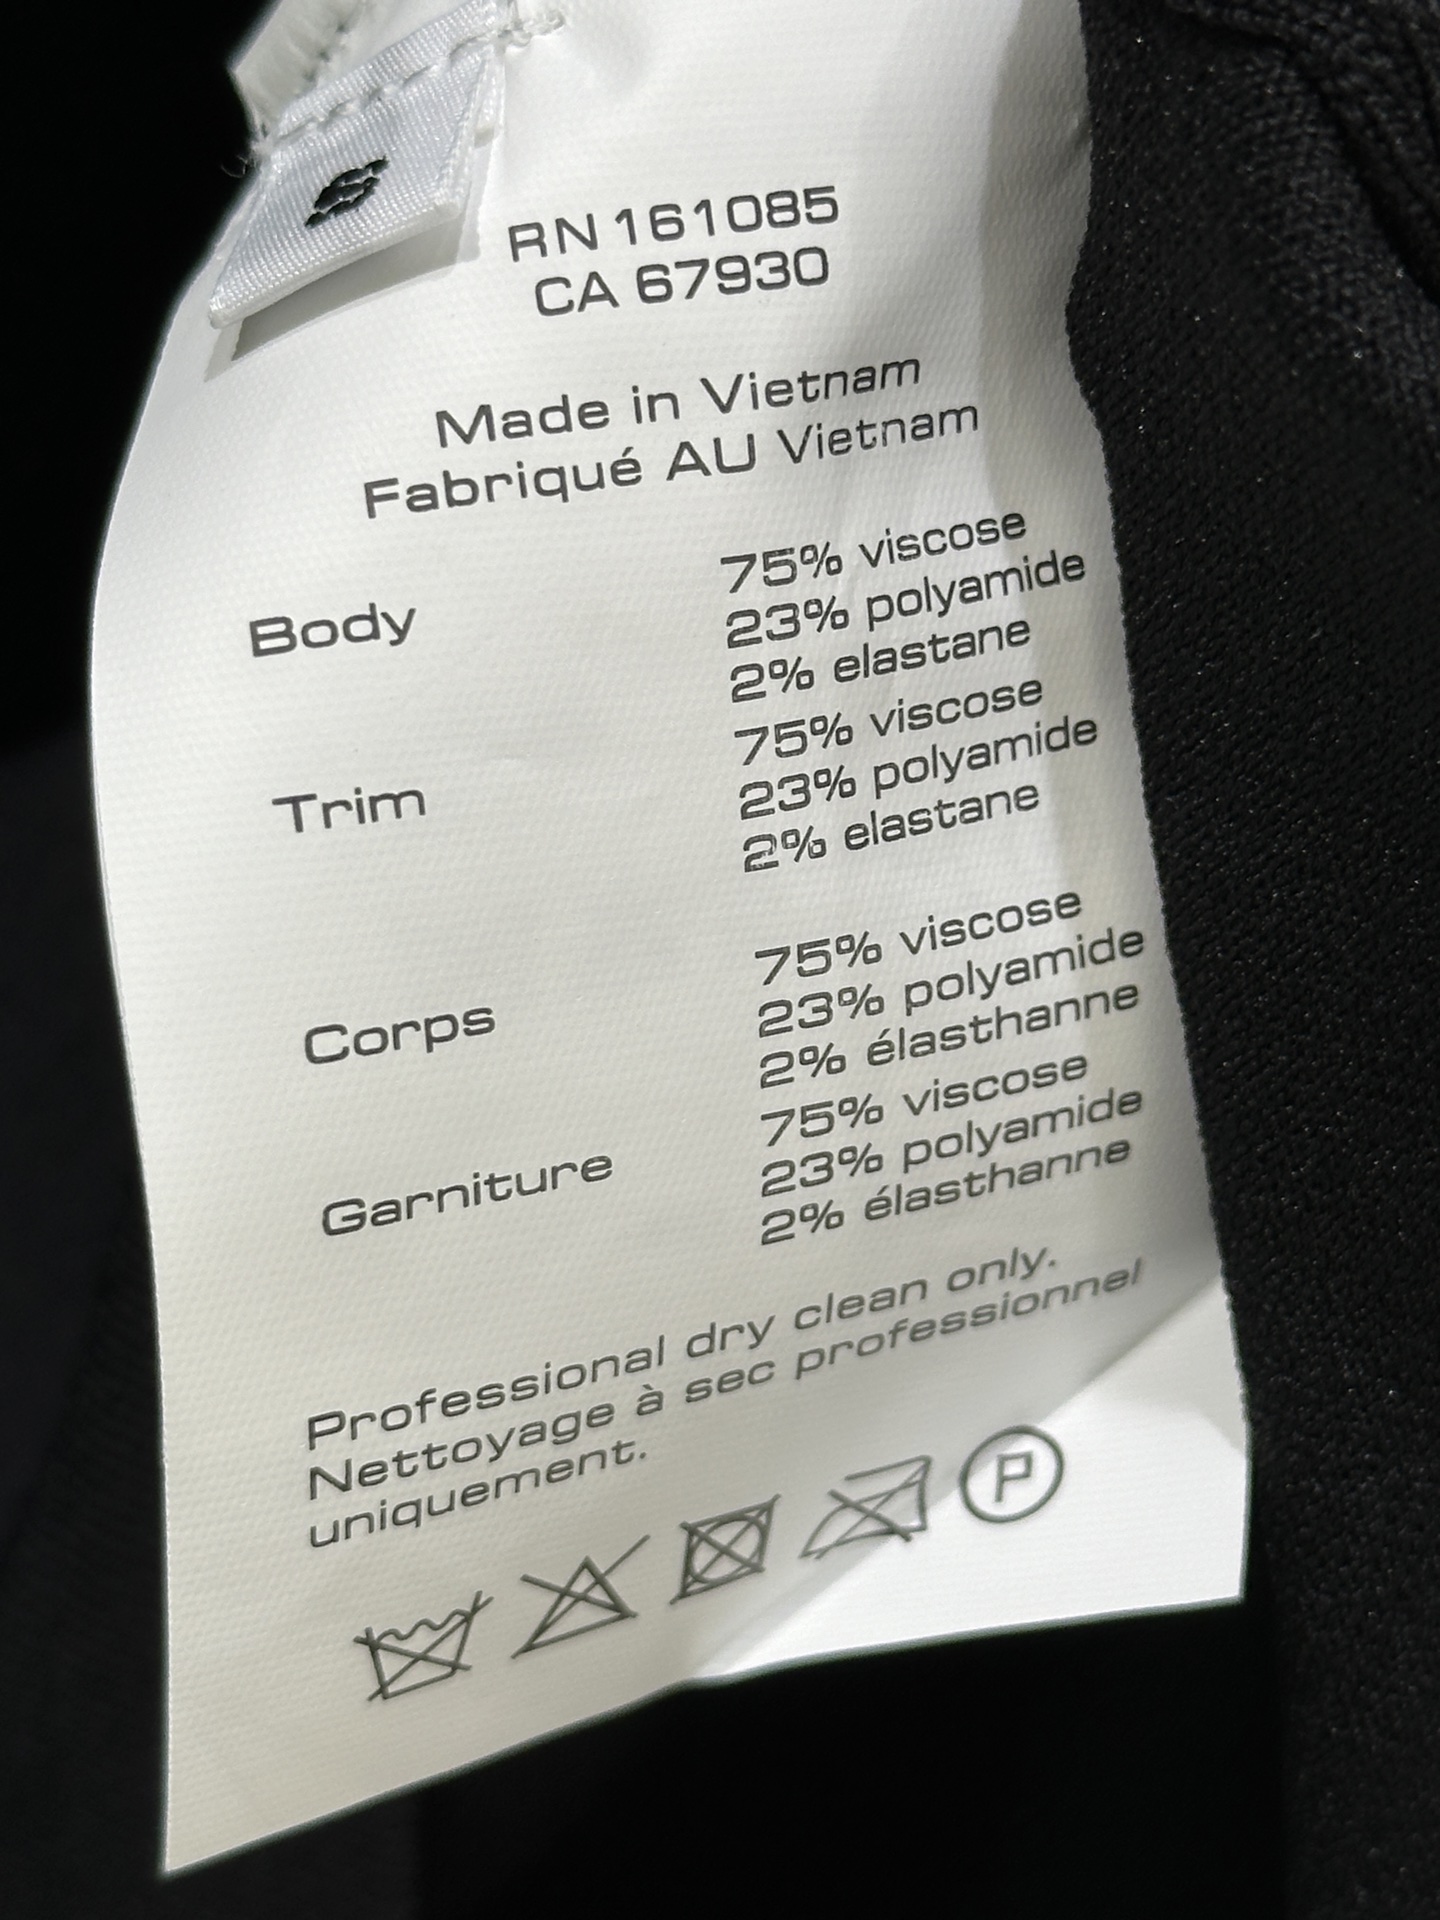 RN 161085
CA 67930
Made in Vietnam
Fabriqué AU Vietnam
Body
75% viscose
23% polyamide
2% elastane
Trim
75% viscose
23% polyamide
2% elastane
Corps
75% viscose
23% polyamide
2% élasthanne
Garniture
75% viscose
23% polyamide
2% élasthanne
Professional dry clean only.
Nettoyage à sec professionnel
uniquement.
P